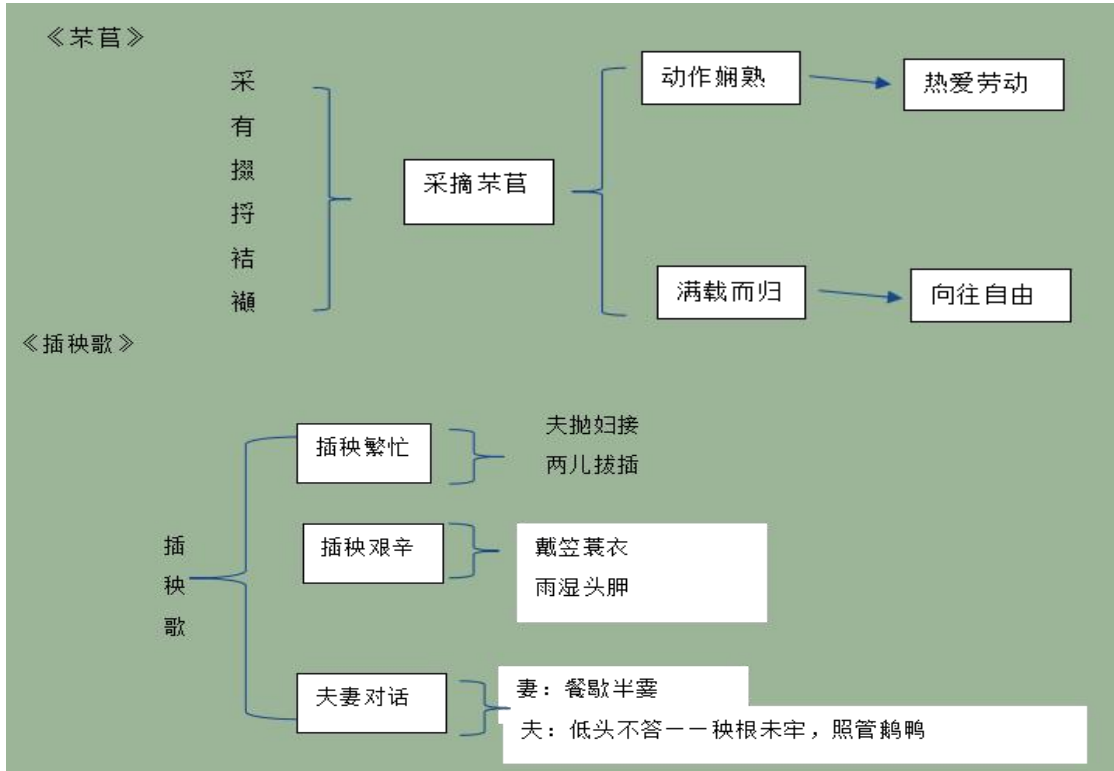 《芣苢》
采
有
掇
捋
袺
襭
采摘芣苢
动作娴熟
热爱劳动
满载而归
向往自由
《插秧歌》
插
秧
歌
插秧繁忙
夫抛妇接
两儿拔插
插秧艰辛
戴笠蓑衣
雨湿头胛
夫妻对话
妻：餐歇半霎
夫：低头不答——秧根未牢，照管鹅鸭